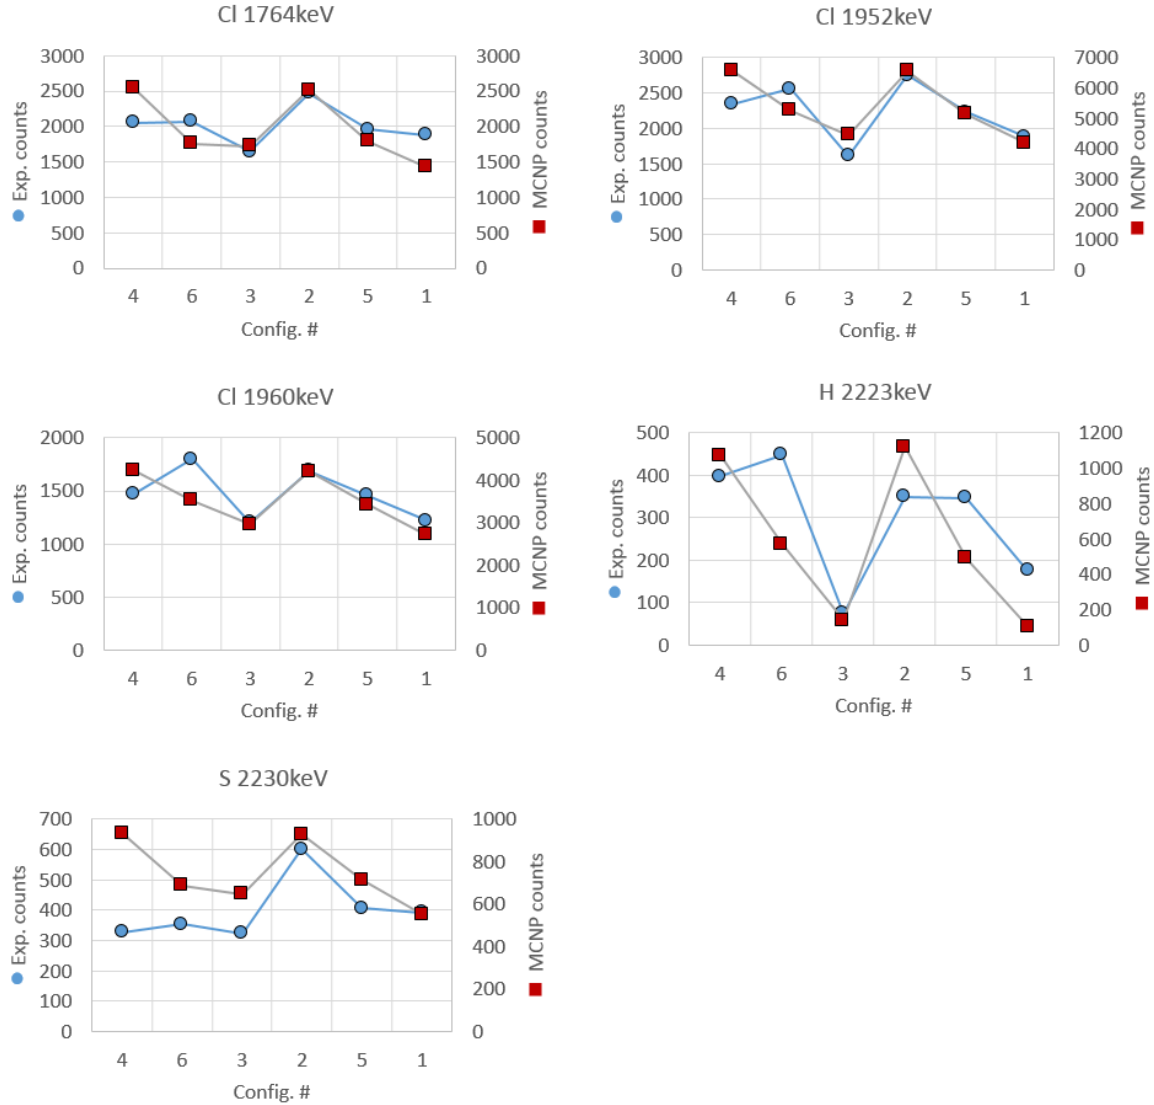 Cl 1764keV
3000
2500
2000
1500
1000
500
0
Exp. counts
3000
2500
2000
1500
1000
500
0
MCNP counts
4 6 3 2 5 1
Config. #
Cl 1952keV
3000
2500
2000
1500
1000
500
0
Exp. counts
7000
6000
5000
4000
3000
2000
1000
0
MCNP counts
4 6 3 2 5 1
Config. #
Cl 1960keV
2000
1500
1000
500
0
Exp. counts
5000
4000
3000
2000
1000
0
MCNP counts
4 6 3 2 5 1
Config. #
H 2223keV
500
400
300
200
100
0
Exp. counts
1200
1000
800
600
400
200
0
MCNP counts
4 6 3 2 5 1
Config. #
S 2230keV
700
600
500
400
300
200
100
0
Exp. counts
1000
800
600
400
200
0
MCNP counts
4 6 3 2 5 1
Config. #